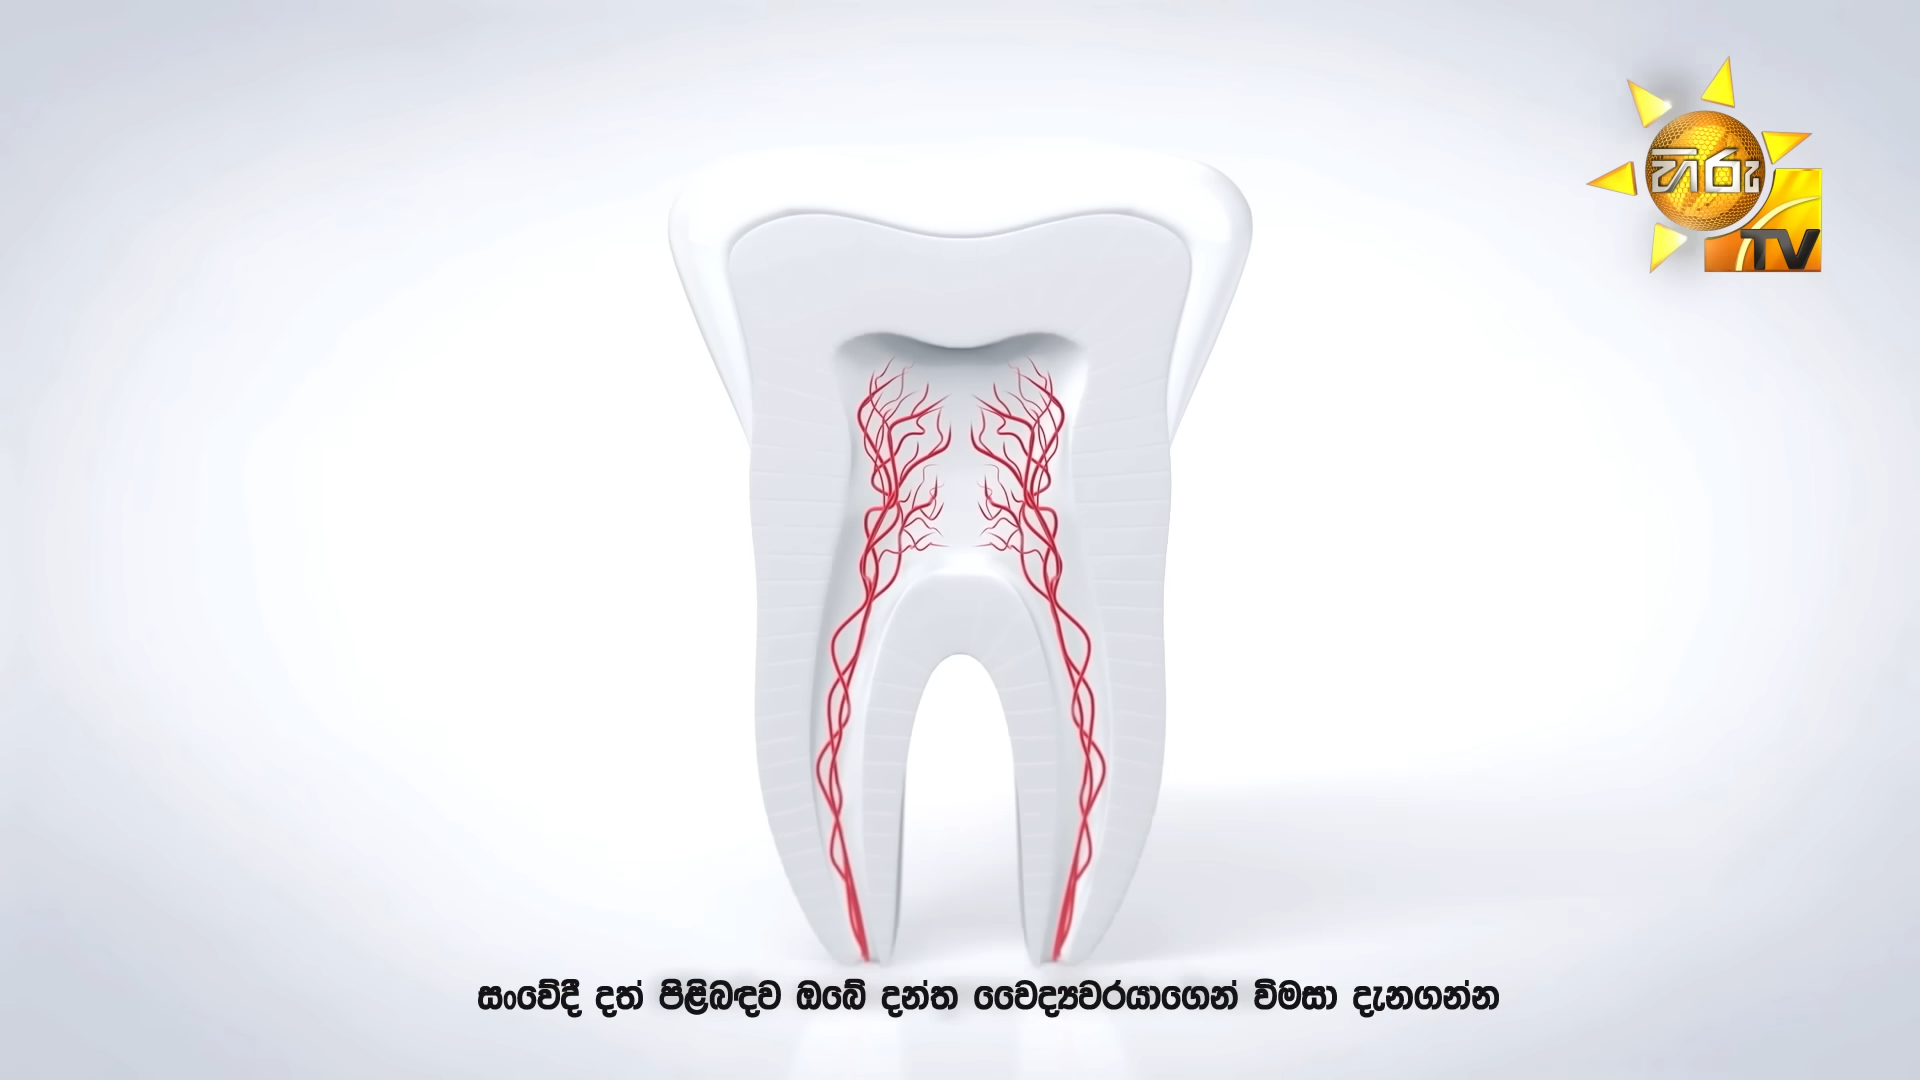 හිරු
TV
සංවේදී දත් පිළිබඳව ඔබේ දන්ත වෛද්‍යවරයාගෙන් විමසා දැනගන්න